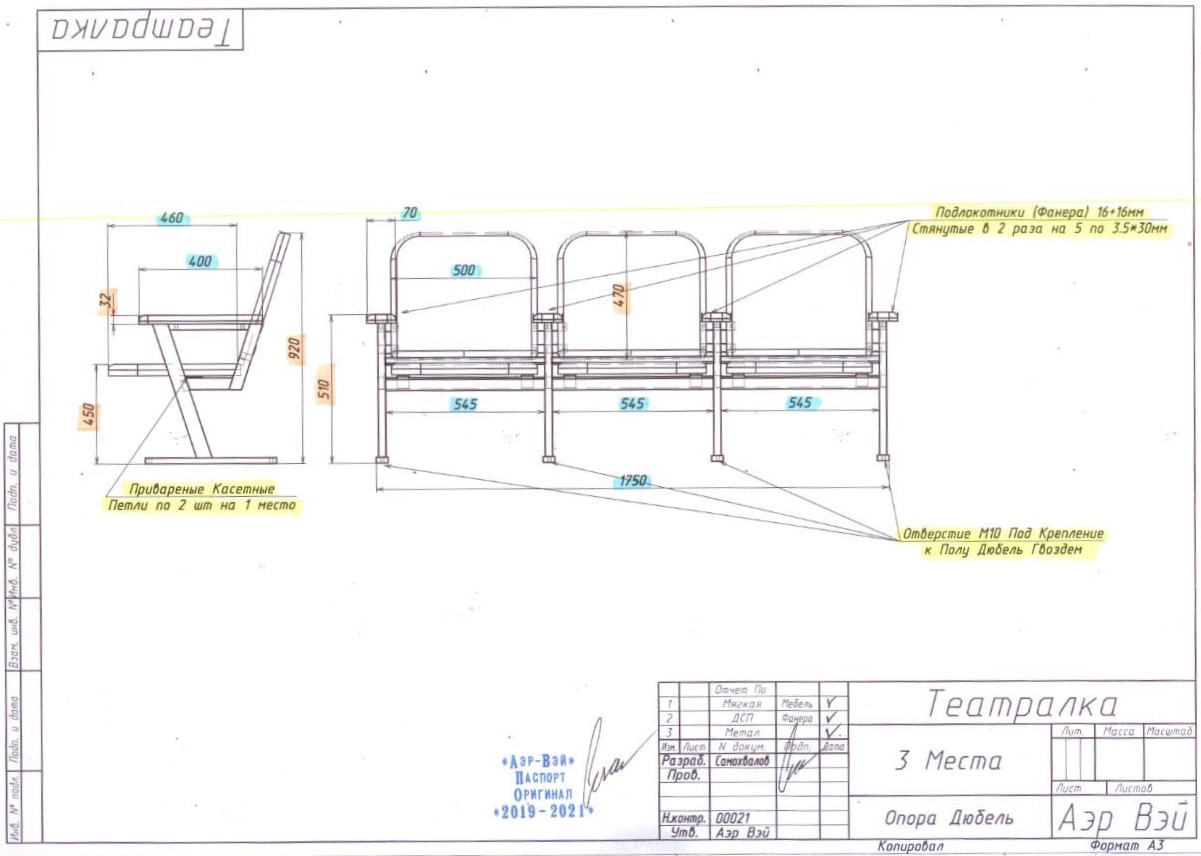 Театралка
460
70
Подлокотники (Фанера) 16+16мм
Стянутые в 2 раза на 5 по 3.5*30мм
400
500
32
470
920
510
450
545
545
545
1750
Привареные Касетные
Петли по 2 шт на 1 место
Отверстие М10 Под Крепление
к Полу Дюбель Гвоздем
Подп. и дата
Инв. № дубл
Взам. инв. №
Подп. и дата
Инв. № подл.
«Аэр-Вэй»
Паспорт
Оригинал
*2019-2021*
Отчет По
1 Мягкая Мебель
2 ДСП Фанера
3 Метал
Изм. Лист N докум. Подп. Дата
Разраб. Самохвалов
Пров.
Н.контр. 00021
Утв. Аэр Вэй
Театралка
3 Места
Опора Дюбель
Лит. Масса Масштаб
Лист Листов
Аэр Вэй
Копировал Формат А3